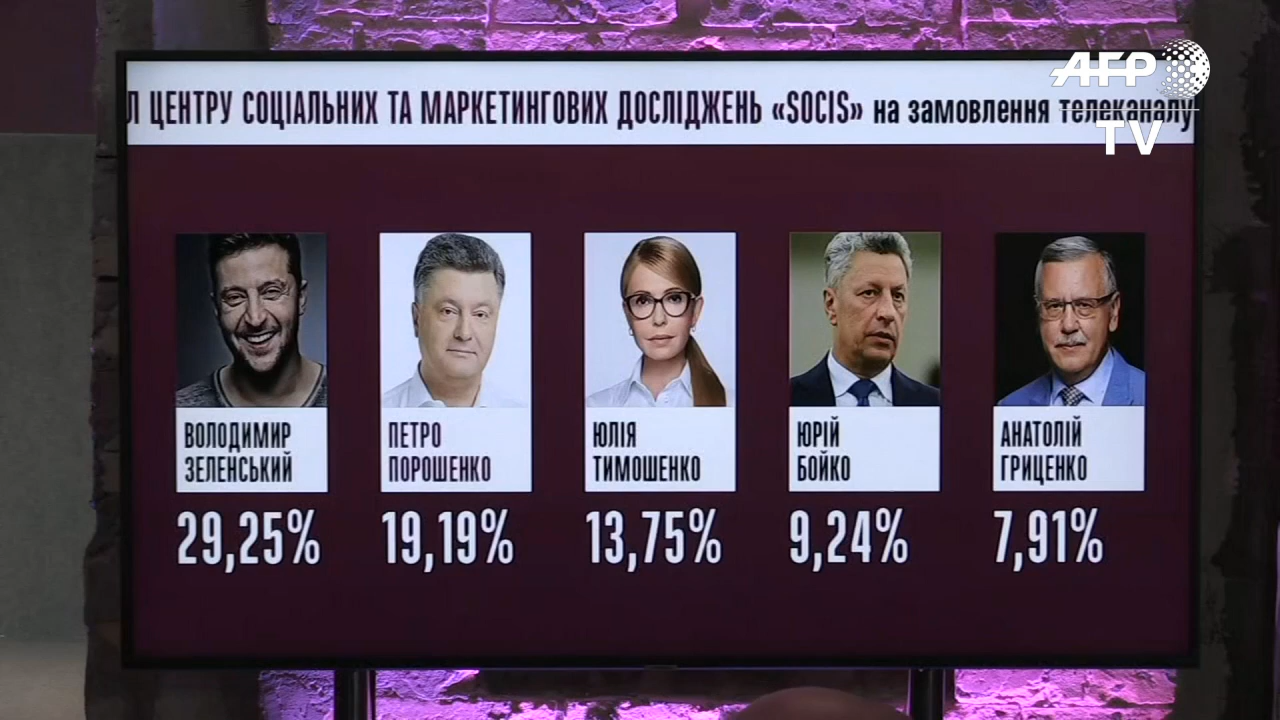 AFP
TV
Л ЦЕНТРУ СОЦІАЛЬНИХ ТА МАРКЕТИНГОВИХ ДОСЛІДЖЕНЬ «SOCIS» на замовлення телеканалу
ВОЛОДИМИР
ЗЕЛЕНСЬКИЙ
29,25%
ПЕТРО
ПОРОШЕНКО
19,19%
ЮЛІЯ
ТИМОШЕНКО
13,75%
ЮРІЙ
БОЙКО
9,24%
АНАТОЛІЙ
ГРИЦЕНКО
7,91%